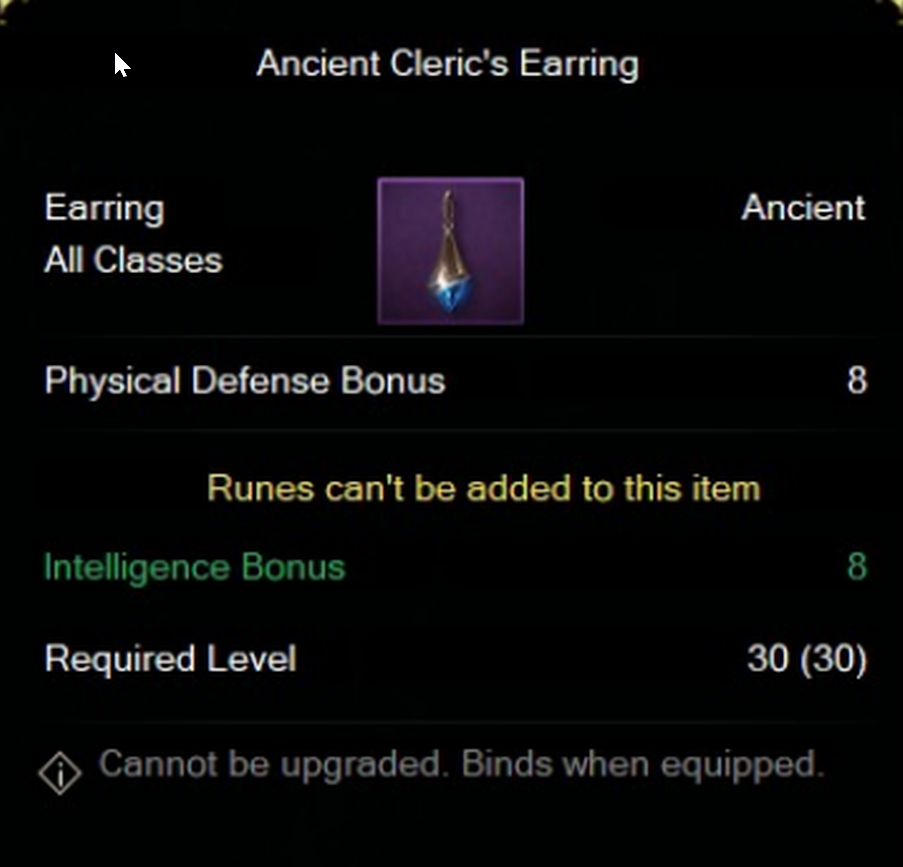 Ancient Cleric's Earring
Earring
Ancient
All Classes
Physical Defense Bonus 8
Runes can't be added to this item
Intelligence Bonus 8
Required Level 30 (30)
Cannot be upgraded. Binds when equipped.